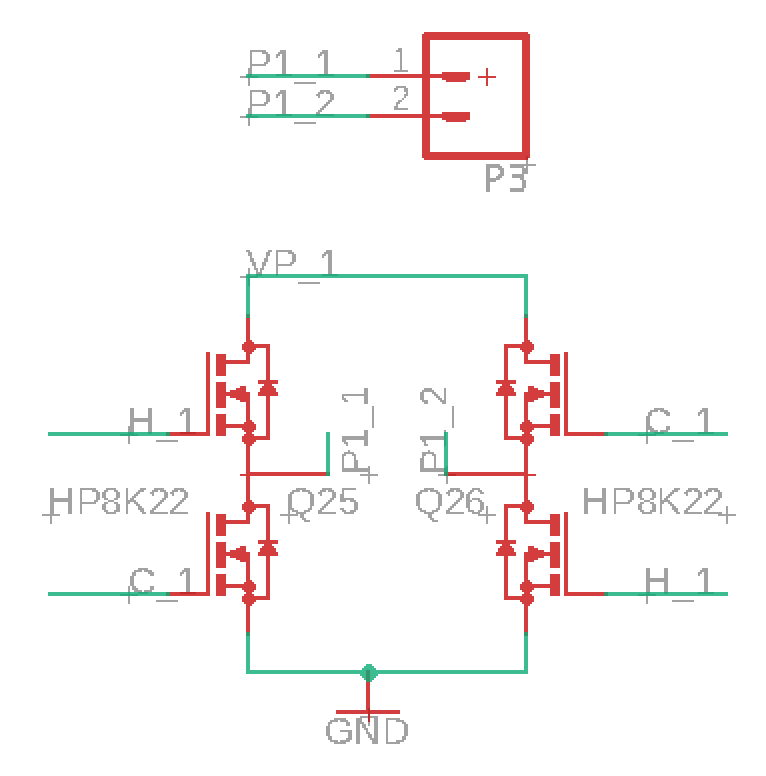 P1_1 1
P1_2 2
P3
VP_1
P1_1 P1_2
H_1 C_1
HP8K22 Q25 Q26 HP8K22
C_1 H_1
GND